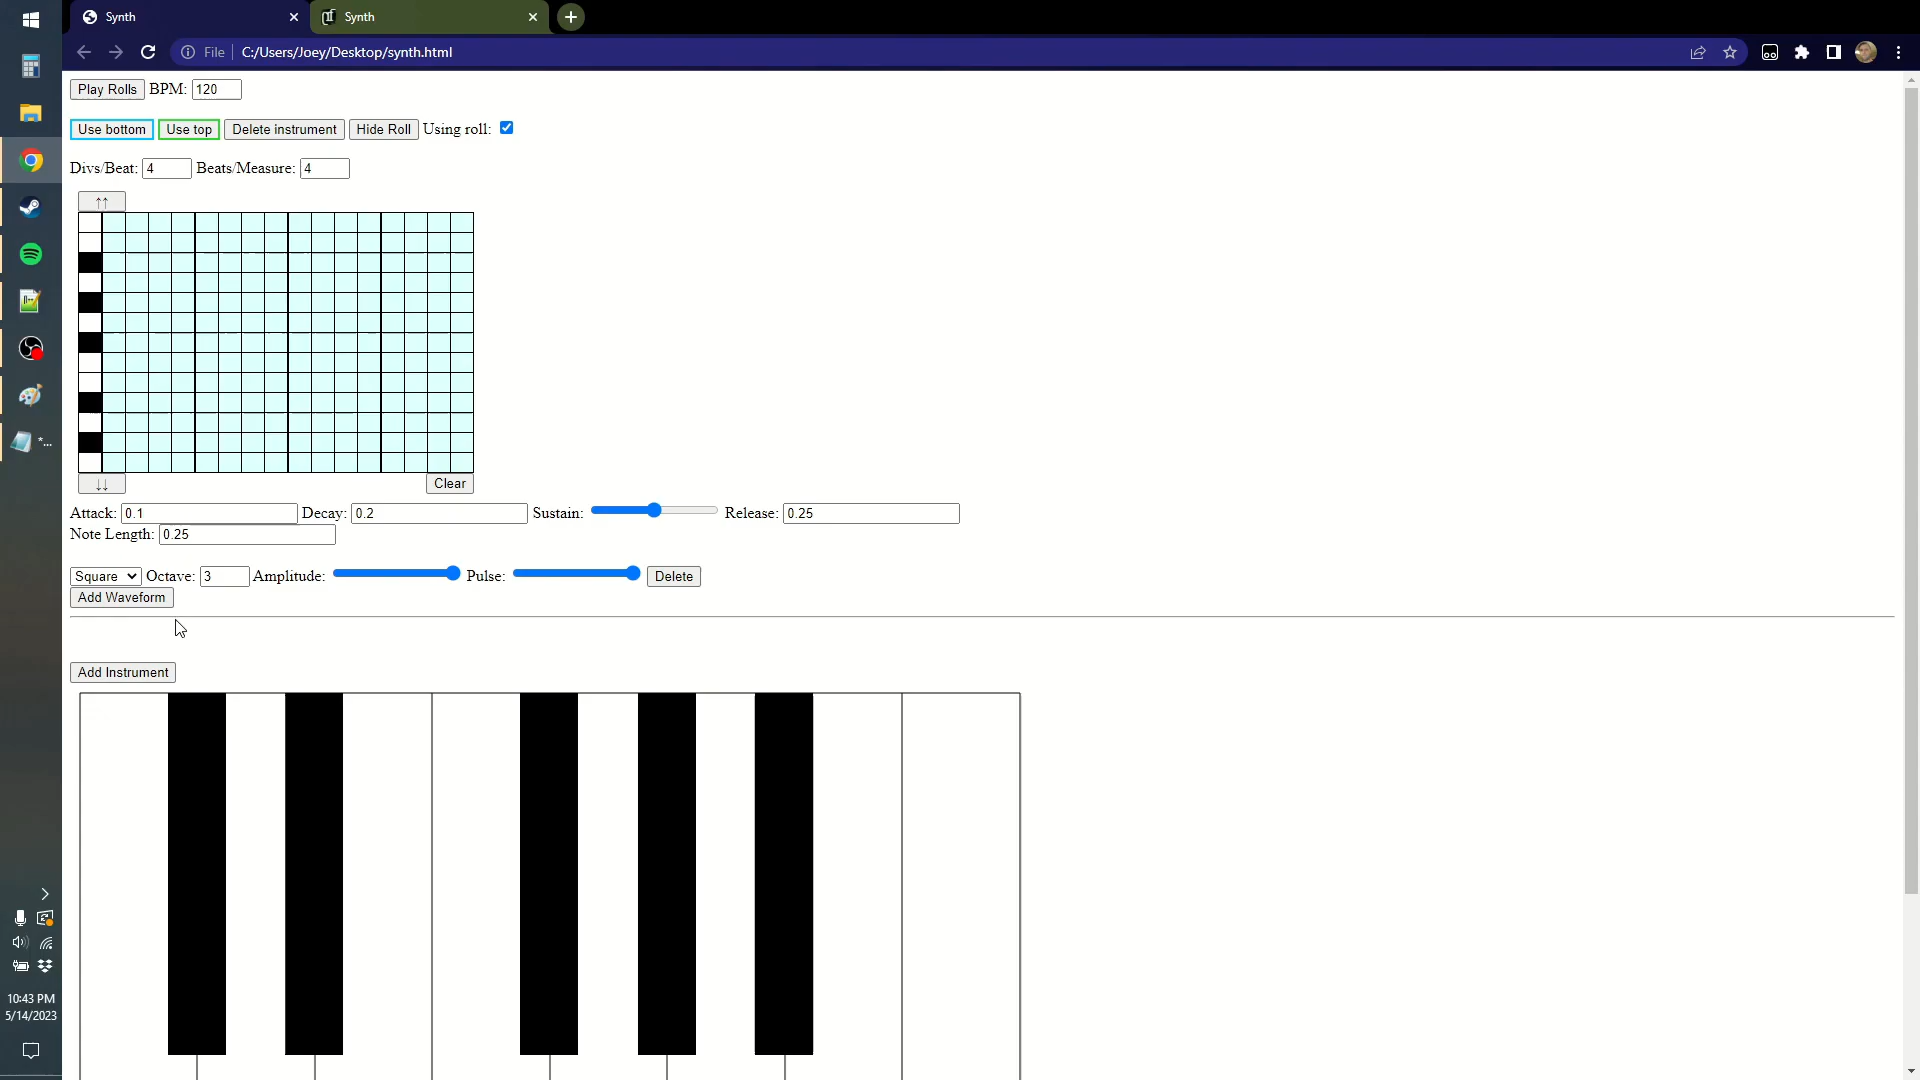 Synth
Synth
File C:/Users/Joey/Desktop/synth.html
Play Rolls BPM: 120
Use bottom Use top Delete instrument Hide Roll Using roll:
Divs/Beat: 4 Beats/Measure: 4
↑↑
↓↓ Clear
Attack: 0.1 Decay: 0.2 Sustain: Release: 0.25
Note Length: 0.25
Square Octave: 3 Amplitude: Pulse: Delete
Add Waveform
Add Instrument
*...
10:43 PM
5/14/2023